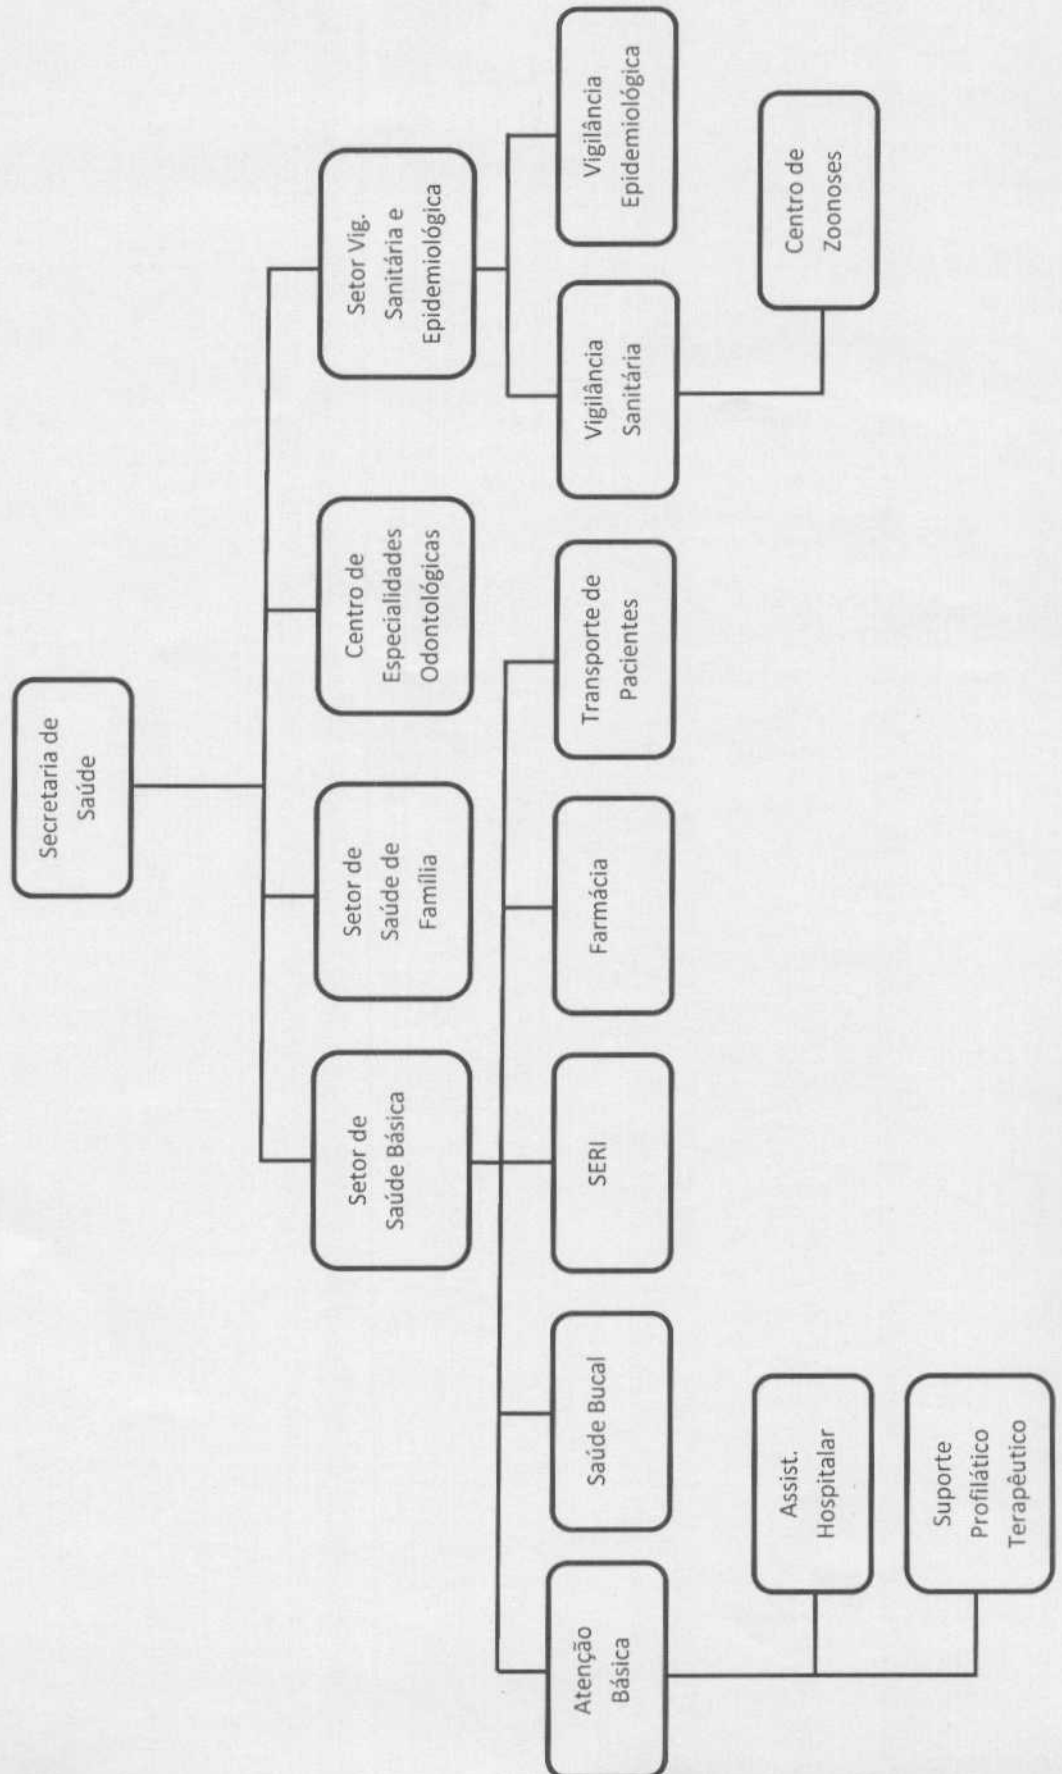 Secretaria de
Saúde
Setor de
Saúde Básica
Setor de
Saúde de
Família
Centro de
Especialidades
Odontológicas
Setor Vig.
Sanitária e
Epidemiológica
Atenção
Básica
Saúde Bucal
SERI
Farmácia
Transporte de
Pacientes
Vigilância
Sanitária
Vigilância
Epidemiológica
Assist.
Hospitalar
Suporte
Profilático
Terapêutico
Centro de
Zoonoses